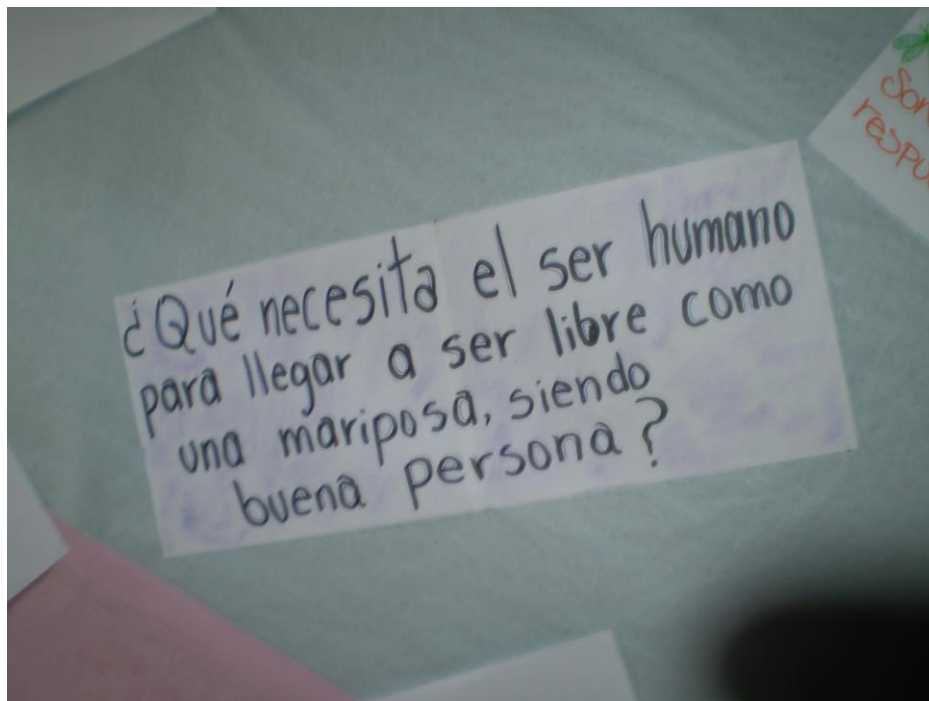 ¿Qué necesita el ser humano
para llegar a ser libre como
una mariposa, siendo
buena persona?